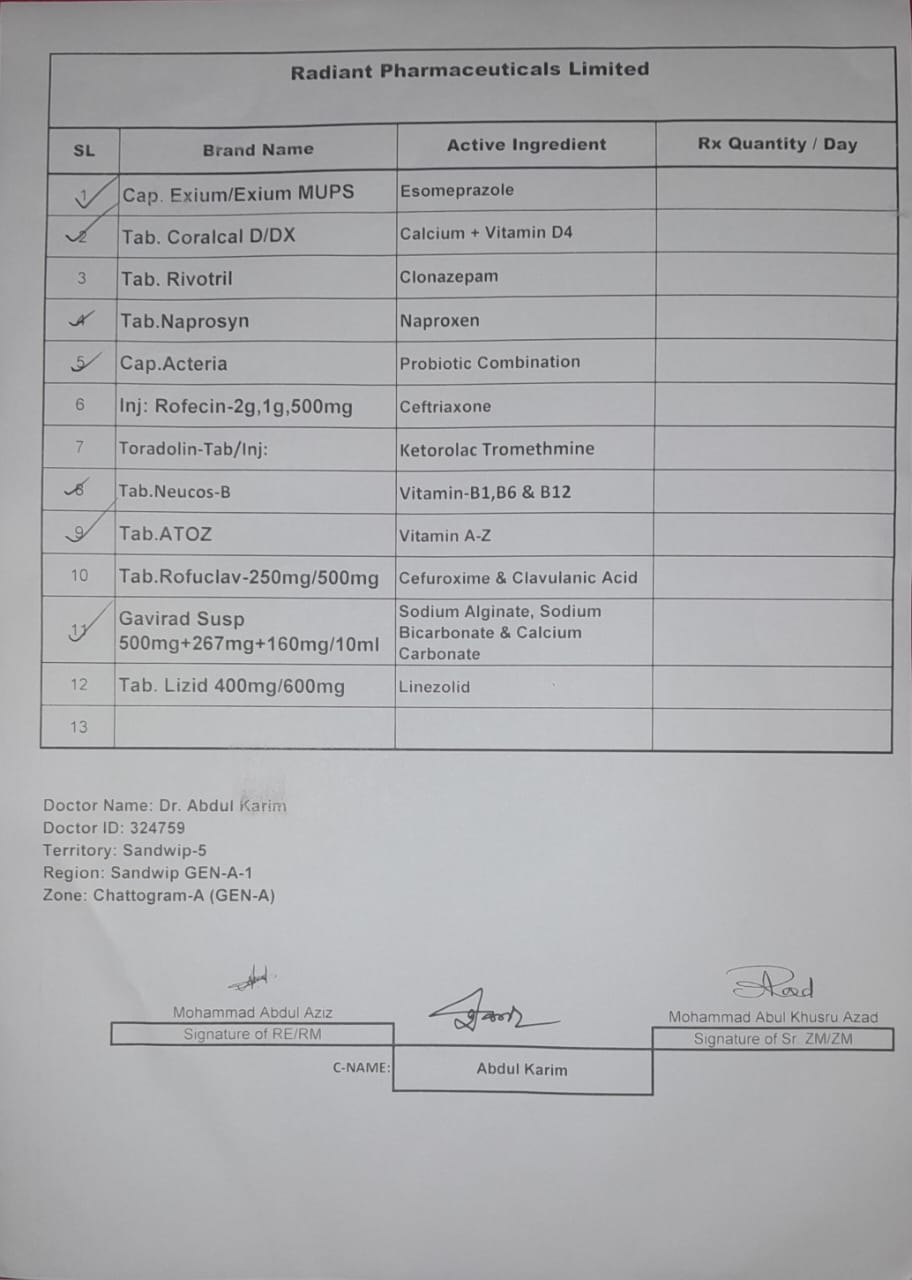 Radiant Pharmaceuticals Limited
SL Brand Name Active Ingredient Rx Quantity / Day
1 Cap. Exium/Exium MUPS Esomeprazole
2 Tab. Coralcal D/DX Calcium + Vitamin D4
3 Tab. Rivotril Clonazepam
4 Tab.Naprosyn Naproxen
5 Cap.Acteria Probiotic Combination
6 Inj: Rofecin-2g,1g,500mg Ceftriaxone
7 Toradolin-Tab/Inj: Ketorolac Tromethmine
8 Tab.Neucos-B Vitamin-B1,B6 & B12
9 Tab.ATOZ Vitamin A-Z
10 Tab.Rofuclav-250mg/500mg Cefuroxime & Clavulanic Acid
11 Gavirad Susp
500mg+267mg+160mg/10ml
Sodium Alginate, Sodium
Bicarbonate & Calcium
Carbonate
12 Tab. Lizid 400mg/600mg Linezolid
13
Doctor Name: Dr. Abdul Karim
Doctor ID: 324759
Territory: Sandwip-5
Region: Sandwip GEN-A-1
Zone: Chattogram-A (GEN-A)
Mohammad Abdul Aziz
Signature of RE/RM
Mohammad Abul Khusru Azad
Signature of Sr. ZM/ZM
C-NAME: Abdul Karim